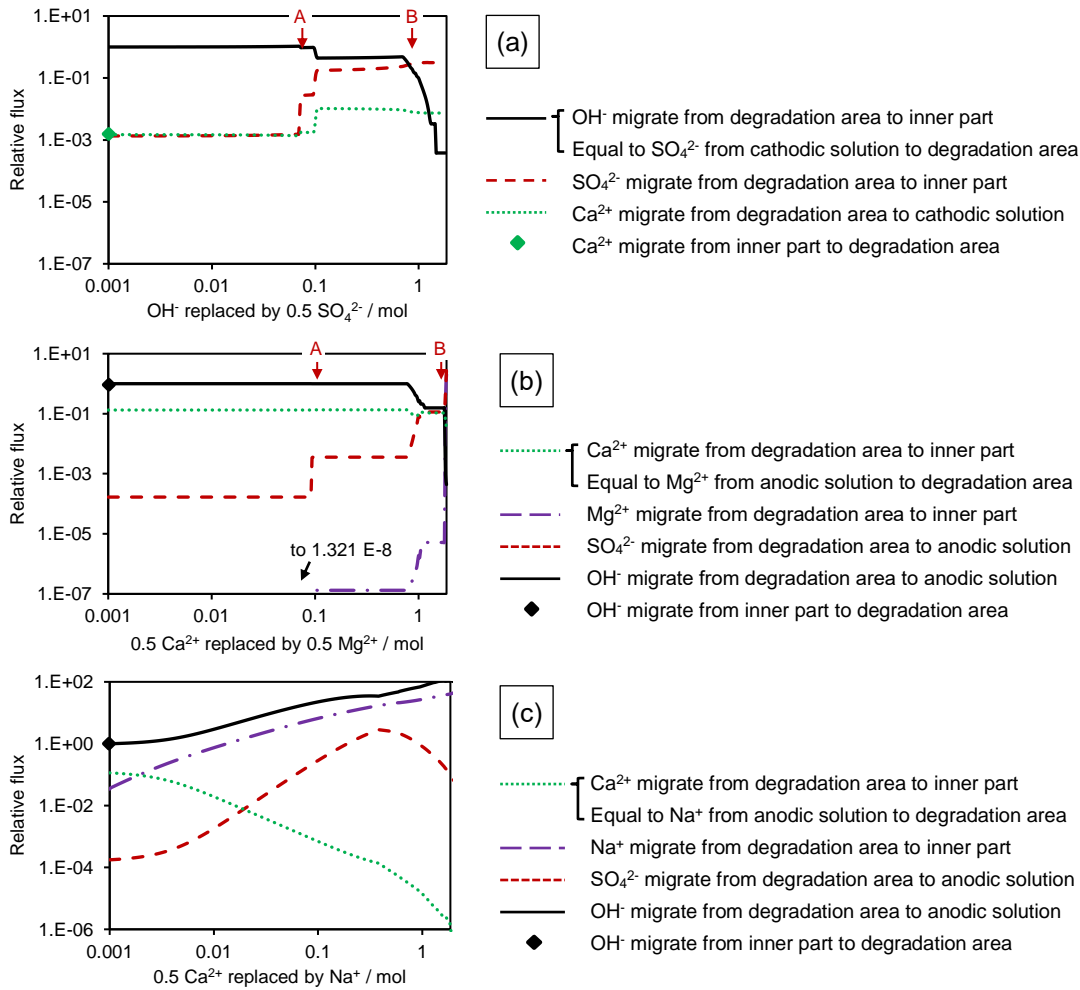 1.E+01
1.E-01
1.E-03
1.E-05
1.E-07
Relative flux
A
B
0.001
0.01
0.1
1
OH- replaced by 0.5 SO₄²⁻ / mol
(a)
OH- migrate from degradation area to inner part
Equal to SO₄²⁻ from cathodic solution to degradation area
SO₄²⁻ migrate from degradation area to inner part
Ca²⁺ migrate from degradation area to cathodic solution
Ca²⁺ migrate from inner part to degradation area
1.E+01
1.E-01
1.E-03
1.E-05
1.E-07
Relative flux
A
B
to 1.321 E-8
0.001
0.01
0.1
1
0.5 Ca²⁺ replaced by 0.5 Mg²⁺ / mol
(b)
Ca²⁺ migrate from degradation area to inner part
Equal to Mg²⁺ from anodic solution to degradation area
Mg²⁺ migrate from degradation area to inner part
SO₄²⁻ migrate from degradation area to anodic solution
OH⁻ migrate from degradation area to anodic solution
OH⁻ migrate from inner part to degradation area
1.E+02
1.E+00
1.E-02
1.E-04
1.E-06
Relative flux
0.001
0.01
0.1
1
0.5 Ca²⁺ replaced by Na⁺ / mol
(c)
Ca²⁺ migrate from degradation area to inner part
Equal to Na⁺ from anodic solution to degradation area
Na⁺ migrate from degradation area to inner part
SO₄²⁻ migrate from degradation area to anodic solution
OH⁻ migrate from degradation area to anodic solution
OH⁻ migrate from inner part to degradation area